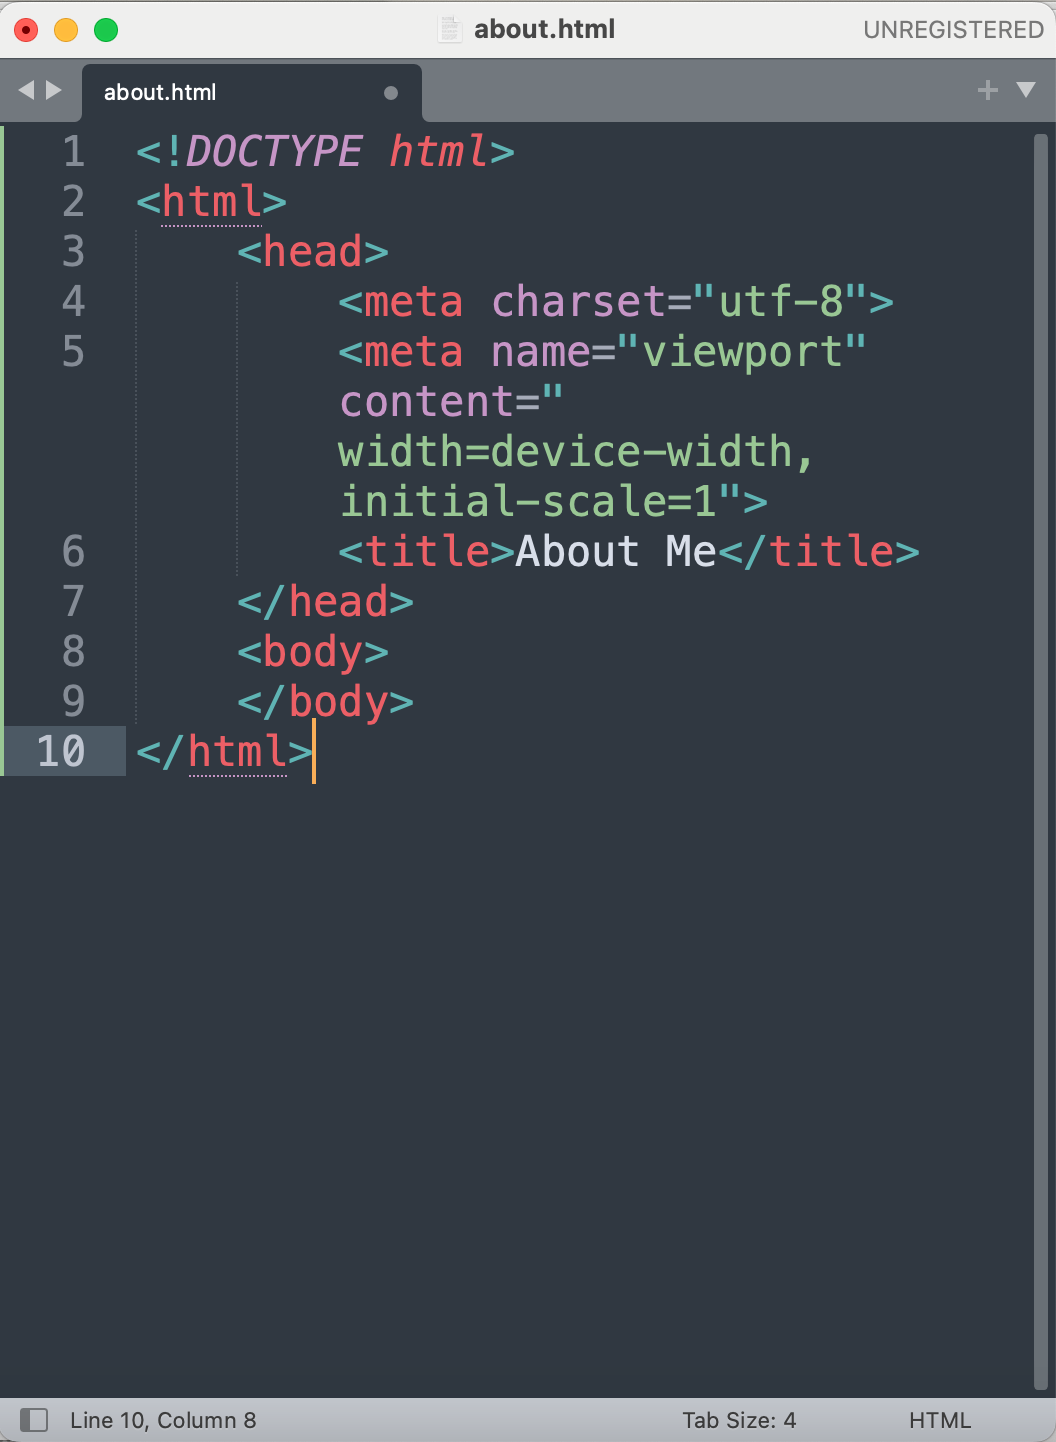 about.html
UNREGISTERED
about.html
1 <!DOCTYPE html>
2 <html>
3 <head>
4 <meta charset="utf-8">
5 <meta name="viewport"
content="
width=device-width,
initial-scale=1">
6 <title>About Me</title>
7 </head>
8 <body>
9 </body>
10 </html>
Line 10, Column 8
Tab Size: 4
HTML